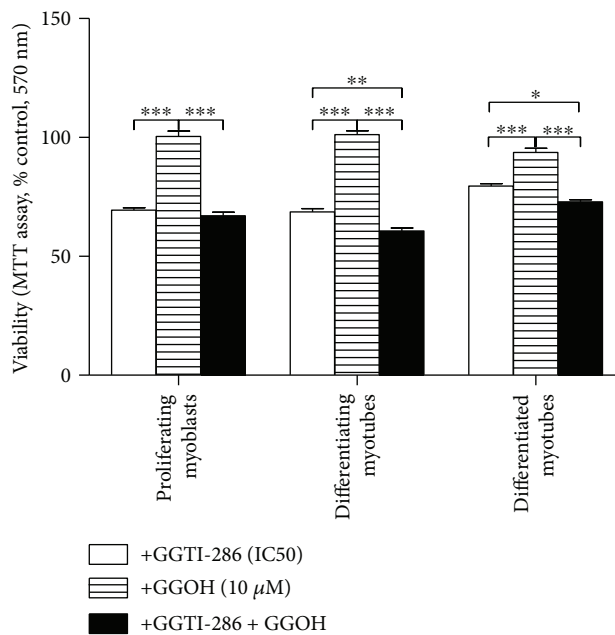 Viability (MTT assay, % control, 570 nm)
150
100
50
0
*** ***
**
*** ***
*
*** ***
Proliferating
myoblasts
Differentiating
myotubes
Differentiated
myotubes
+GGTI-286 (IC50)
+GGOH (10 μM)
+GGTI-286 + GGOH